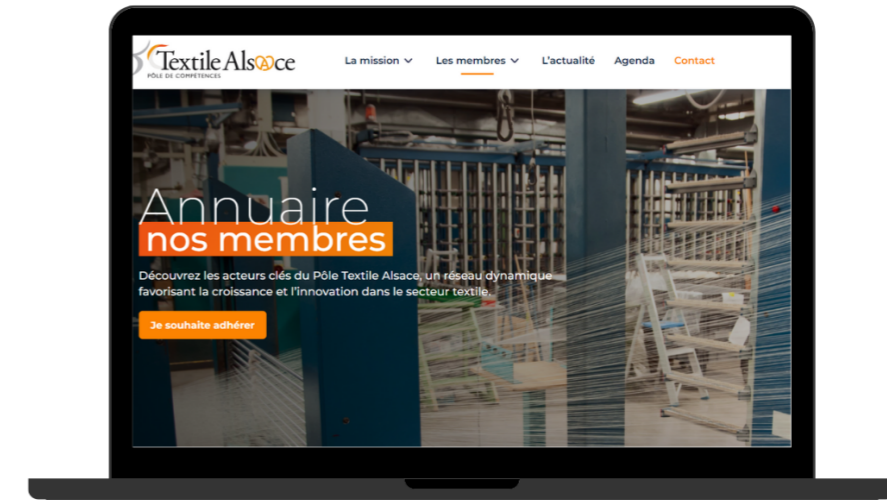 Textile Alsace
PÔLE DE COMPÉTENCES
La mission
Les membres
L'actualité
Agenda
Contact
Annuaire
nos membres
Découvrez les acteurs clés du Pôle Textile Alsace, un réseau dynamique
favorisant la croissance et l'innovation dans le secteur textile.
Je souhaite adhérer